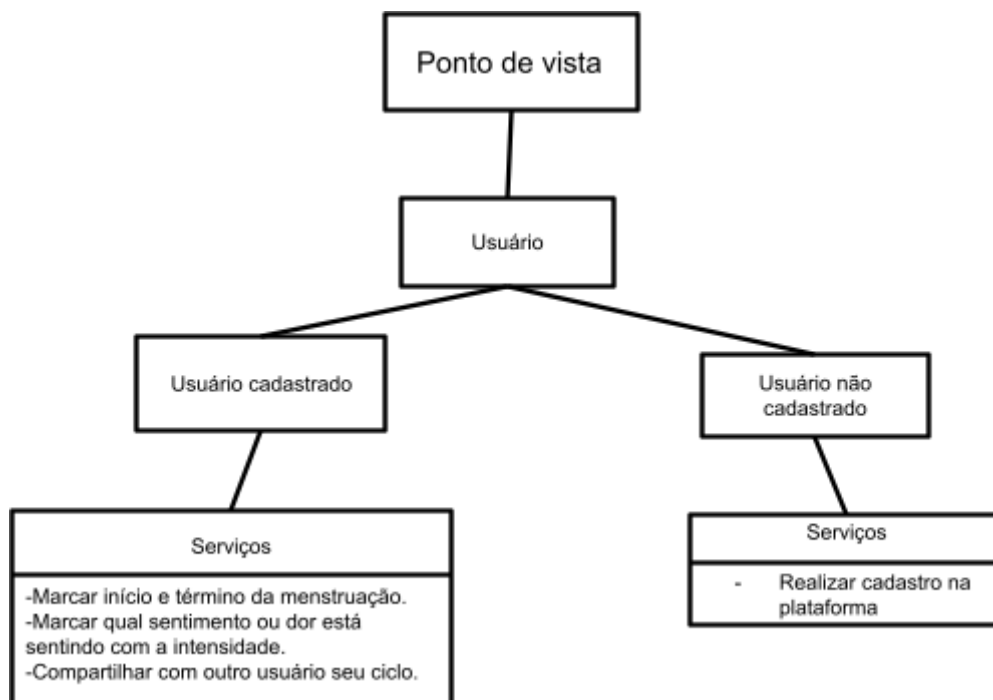 Ponto de vista
Usuário
Usuário cadastrado
Usuário não
cadastrado
Serviços
-Marcar início e término da menstruação.
-Marcar qual sentimento ou dor está
sentindo com a intensidade.
-Compartilhar com outro usuário seu ciclo.
Serviços
- Realizar cadastro na
plataforma